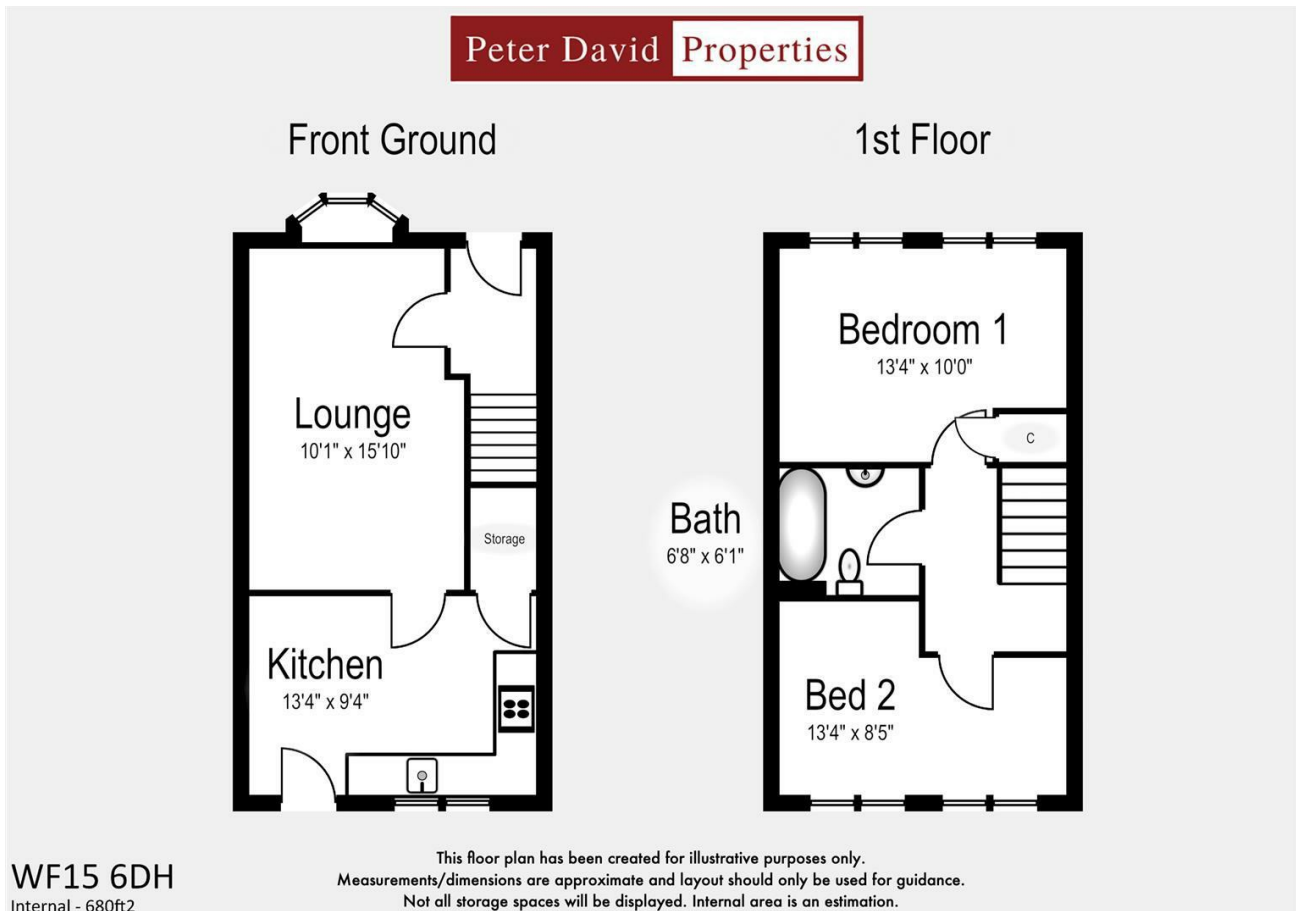 Peter David Properties
Front Ground
1st Floor
Lounge
10'1" x 15'10"
Storage
Kitchen
13'4" x 9'4"
Bedroom 1
13'4" x 10'0"
C
Bath
6'8" x 6'1"
Bed 2
13'4" x 8'5"
WF15 6DH
Internal - 680ft2
This floor plan has been created for illustrative purposes only.
Measurements/dimensions are approximate and layout should only be used for guidance.
Not all storage spaces will be displayed. Internal area is an estimation.